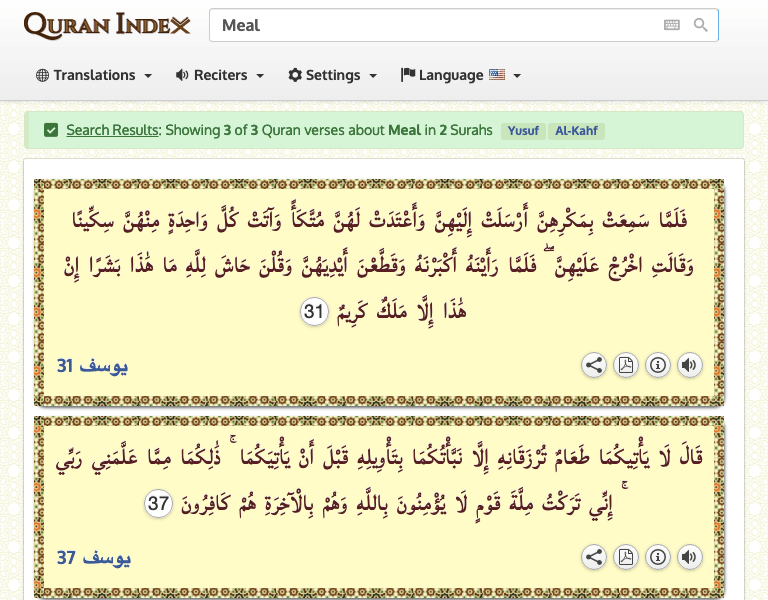 QURAN INDEX
Meal
Translations
Reciters
Settings
Language
Search Results: Showing 3 of 3 Quran verses about Meal in 2 Surahs Yusuf Al-Kahf
فَلَمَّا سَمِعَتْ بِمَكْرِهِنَّ أَرْسَلَتْ إِلَيْهِنَّ وَأَعْتَدَتْ لَهُنَّ مُتَّكَأً وَآتَتْ كُلَّ وَاحِدَةٍ مِنْهُنَّ سِكِّينًا
وَقَالَتِ اخْرُجْ عَلَيْهِنَّ ۖ فَلَمَّا رَأَيْنَهُ أَكْبَرْنَهُ وَقَطَّعْنَ أَيْدِيَهُنَّ وَقُلْنَ حَاشَ لِلَّهِ مَا هَٰذَا بَشَرًا إِنْ
هَٰذَا إِلَّا مَلَكٌ كَرِيمٌ 31
يوسف 31
قَالَ لَا يَأْتِيكُمَا طَعَامٌ تُرْزَقَانِهِ إِلَّا نَبَّأْتُكُمَا بِتَأْوِيلِهِ قَبْلَ أَنْ يَأْتِيَكُمَا ۚ ذَٰلِكُمَا مِمَّا عَلَّمَنِي رَبِّي
ۚ إِنِّي تَرَكْتُ مِلَّةَ قَوْمٍ لَا يُؤْمِنُونَ بِاللَّهِ وَهُمْ بِالْآخِرَةِ هُمْ كَافِرُونَ 37
يوسف 37